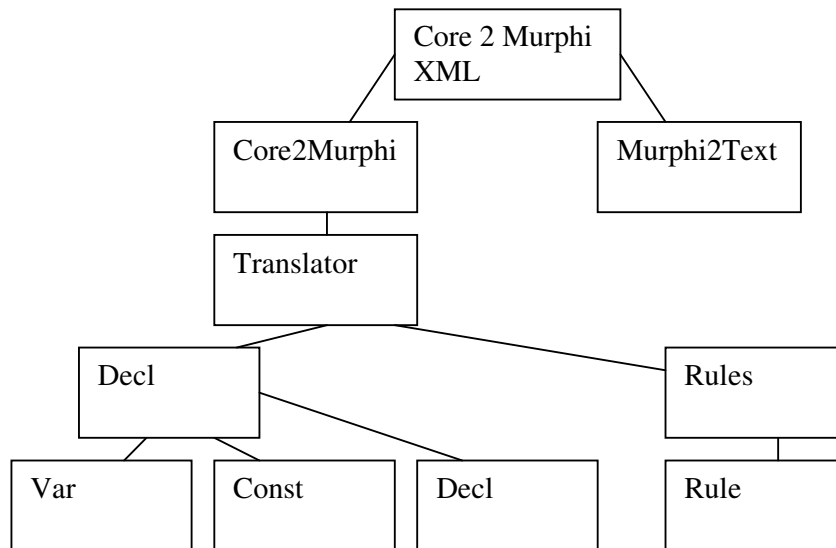 Core 2 Murphi
XML
Core2Murphi
Murphi2Text
Translator
Decl
Rules
Var
Const
Decl
Rule